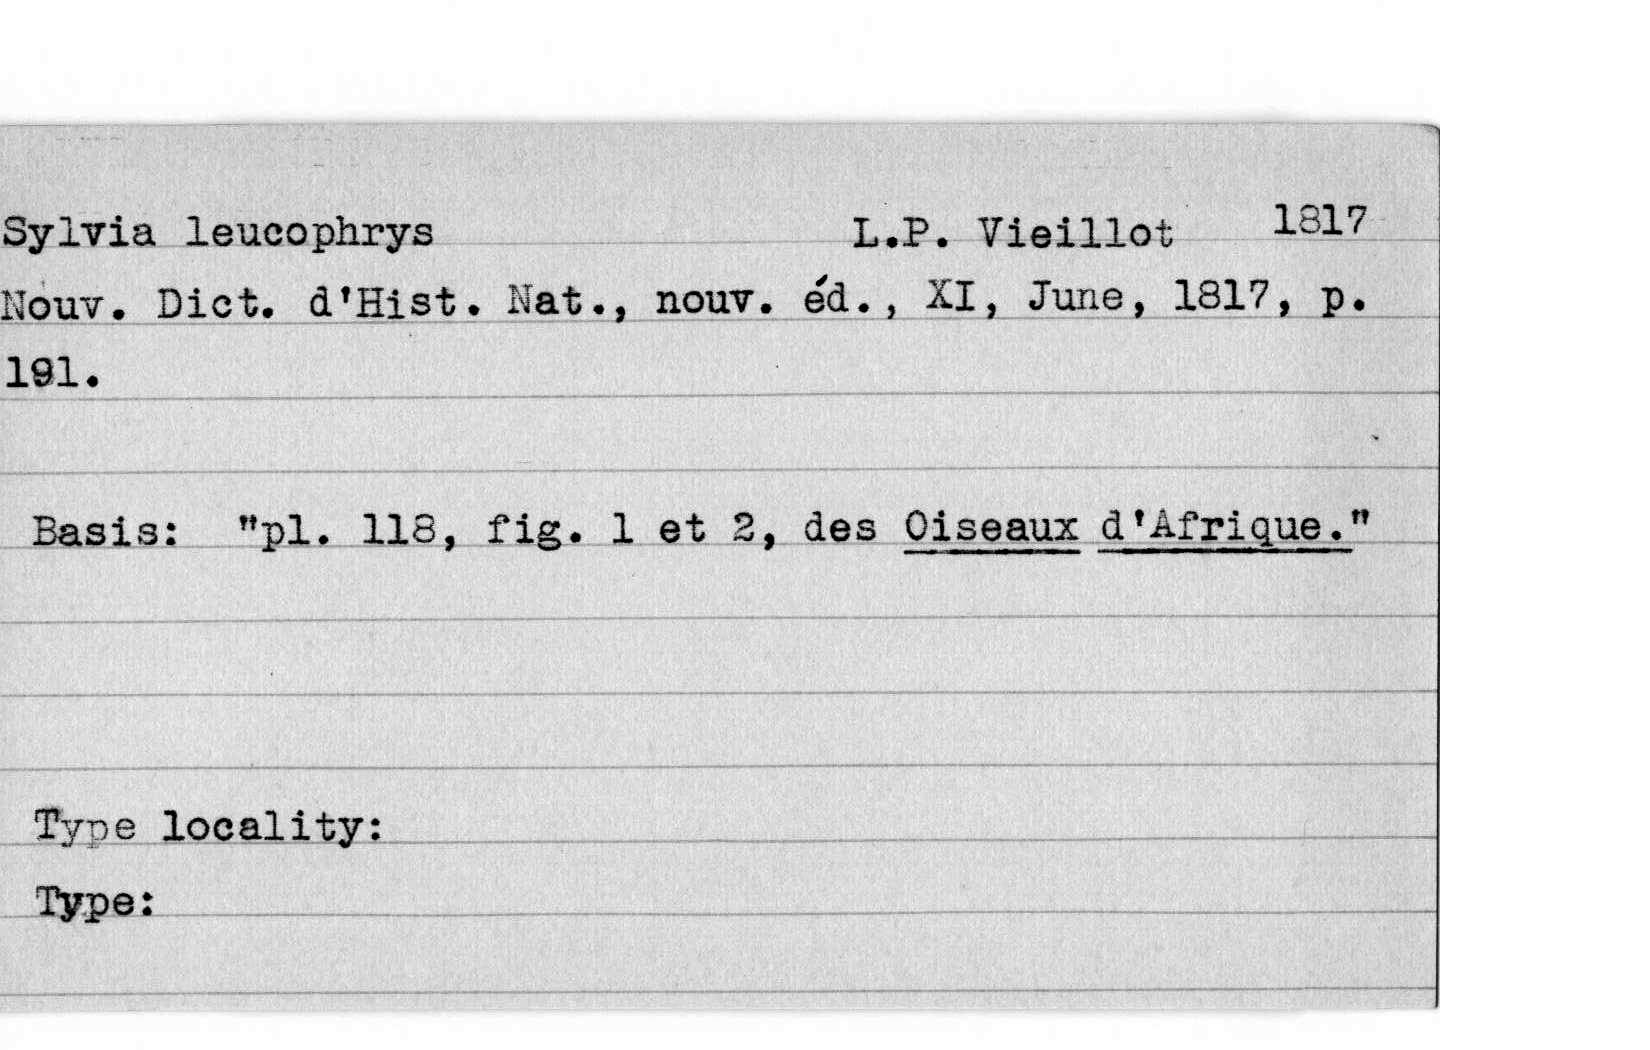 Sylvia leucophrys L.P. Vieillot 1817
Nouv. Dict. d'Hist. Nat., nouv. éd., XI, June, 1817, p.
191.
Basis: "pl. 118, fig. 1 et 2, des Oiseaux d'Afrique."
Type locality:
Type: